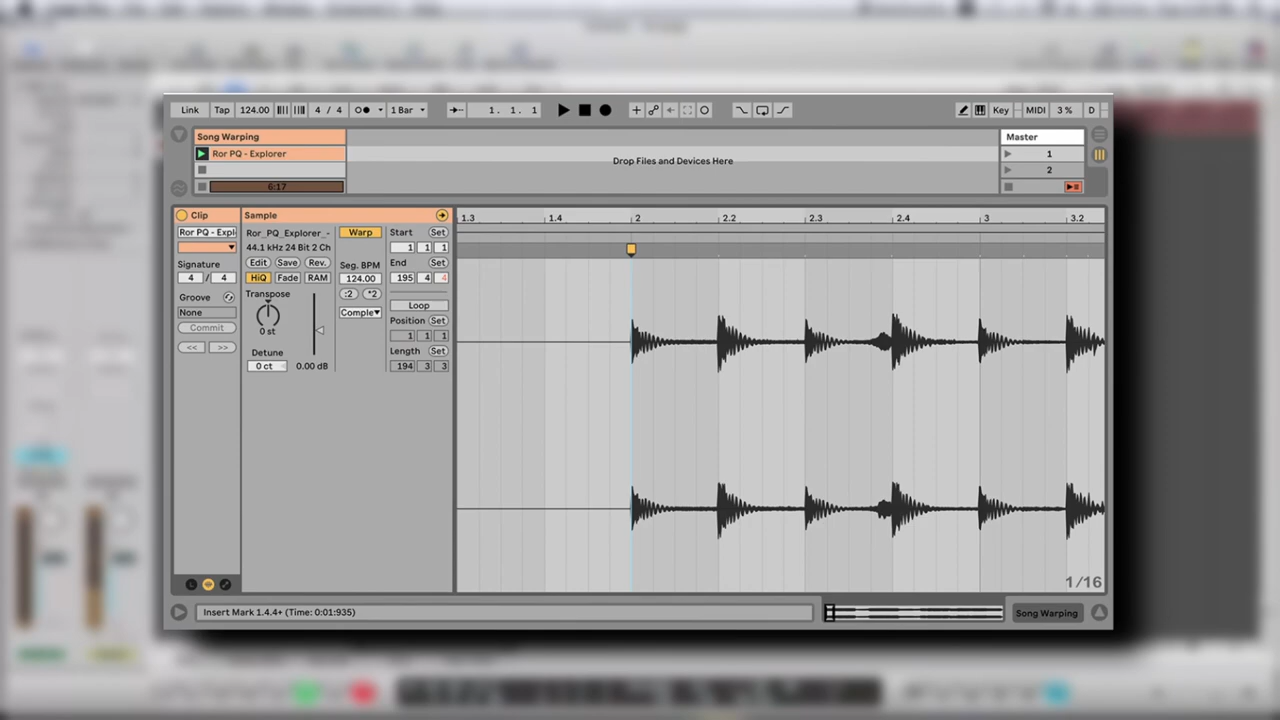 Link Tap 124.00 4 / 4 1 Bar 1. 1. 1 Key MIDI 3 % D
Song Warping Master
Ror PQ - Explorer 1
Drop Files and Devices Here
2
6:17
Clip Sample 1.3 1.4 2 2.2 2.3 2.4 3 3.2
Ror PQ - Expl Ror_PQ_Explorer_- Warp Start Set
44.1 kHz 24 Bit 2 Ch 1 1 1
Signature Edit Save Rev. Seg. BPM End Set
4 / 4 HiQ Fade RAM 124.00 195 4 4
Groove Transpose :2 *2 Loop
None Comple
Commit 0 st Position Set
<< >> 1 1 1
Detune Length Set
0 ct 0.00 dB 194 3 3
1/16
Insert Mark 1.4.4+ (Time: 0:01:935) Song Warping